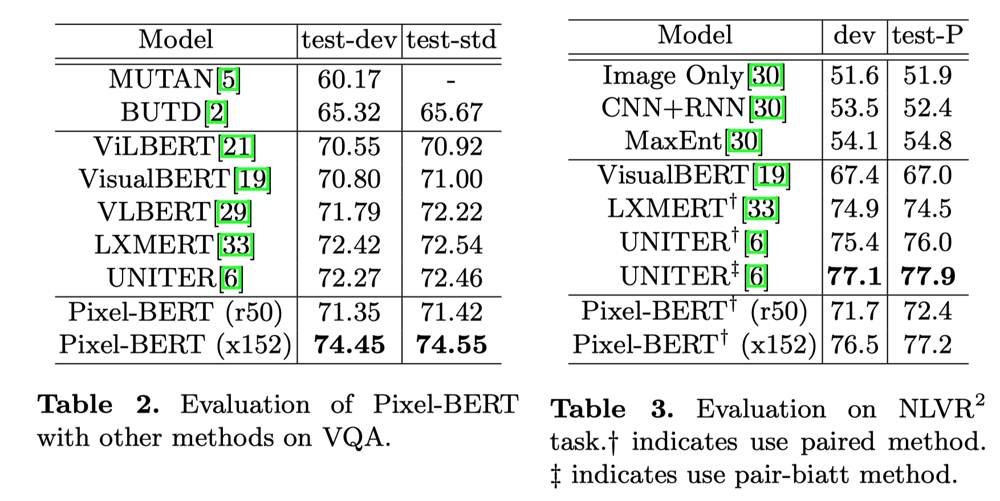 Model test-dev test-std
MUTAN[5] 60.17 -
BUTD[2] 65.32 65.67
ViLBERT[21] 70.55 70.92
VisualBERT[19] 70.80 71.00
VLBERT[29] 71.79 72.22
LXMERT[33] 72.42 72.54
UNITER[6] 72.27 72.46
Pixel-BERT (r50) 71.35 71.42
Pixel-BERT (x152) 74.45 74.55
Table 2. Evaluation of Pixel-BERT
with other methods on VQA.
Model dev test-P
Image Only[30] 51.6 51.9
CNN+RNN[30] 53.5 52.4
MaxEnt[30] 54.1 54.8
VisualBERT[19] 67.4 67.0
LXMERT†[33] 74.9 74.5
UNITER†[6] 75.4 76.0
UNITER‡[6] 77.1 77.9
Pixel-BERT† (r50) 71.7 72.4
Pixel-BERT† (x152) 76.5 77.2
Table 3. Evaluation on NLVR²
task.† indicates use paired method.
‡ indicates use pair-biatt method.